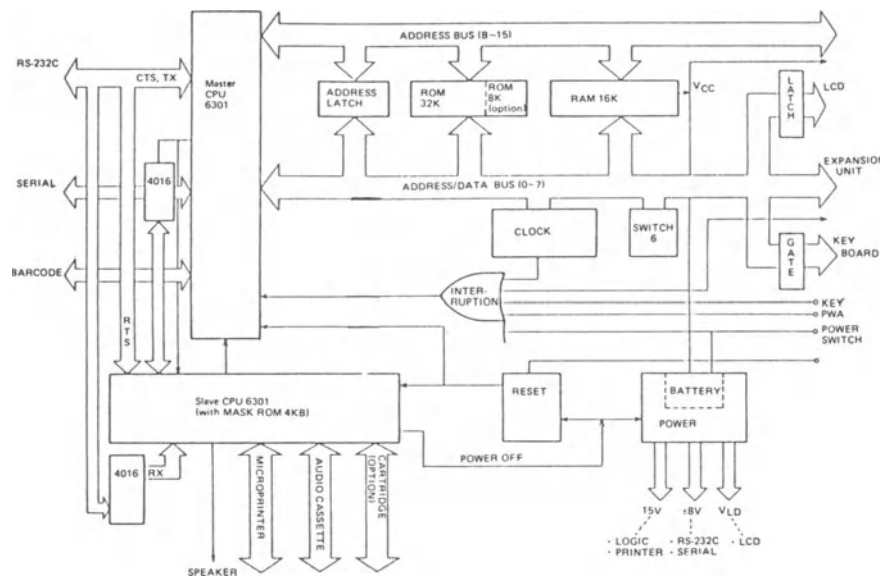 ADDRESS BUS (8~15)
RS-232C
CTS, TX
Master
CPU
6301
ADDRESS
LATCH
ROM
32K
ROM
8K
(option)
RAM 16K
VCC
LATCH
LCD
4016
SERIAL
ADDRESS/DATA BUS (0~7)
EXPANSION
UNIT
CLOCK
SWITCH
6
GATE
KEY
BOARD
BARCODE
INTER-
RUPTION
KEY
PWA
POWER
SWITCH
RTS
Slave CPU 6301
(with MASK ROM 4KB)
RESET
BATTERY
POWER
4016
RX
POWER OFF
MICROPRINTER
AUDIO CASSETTE
CARTRIDGE
(OPTION)
SPEAKER
15V
±8V
VLD
· LOGIC
PRINTER
· RS-232C
· SERIAL
· LCD